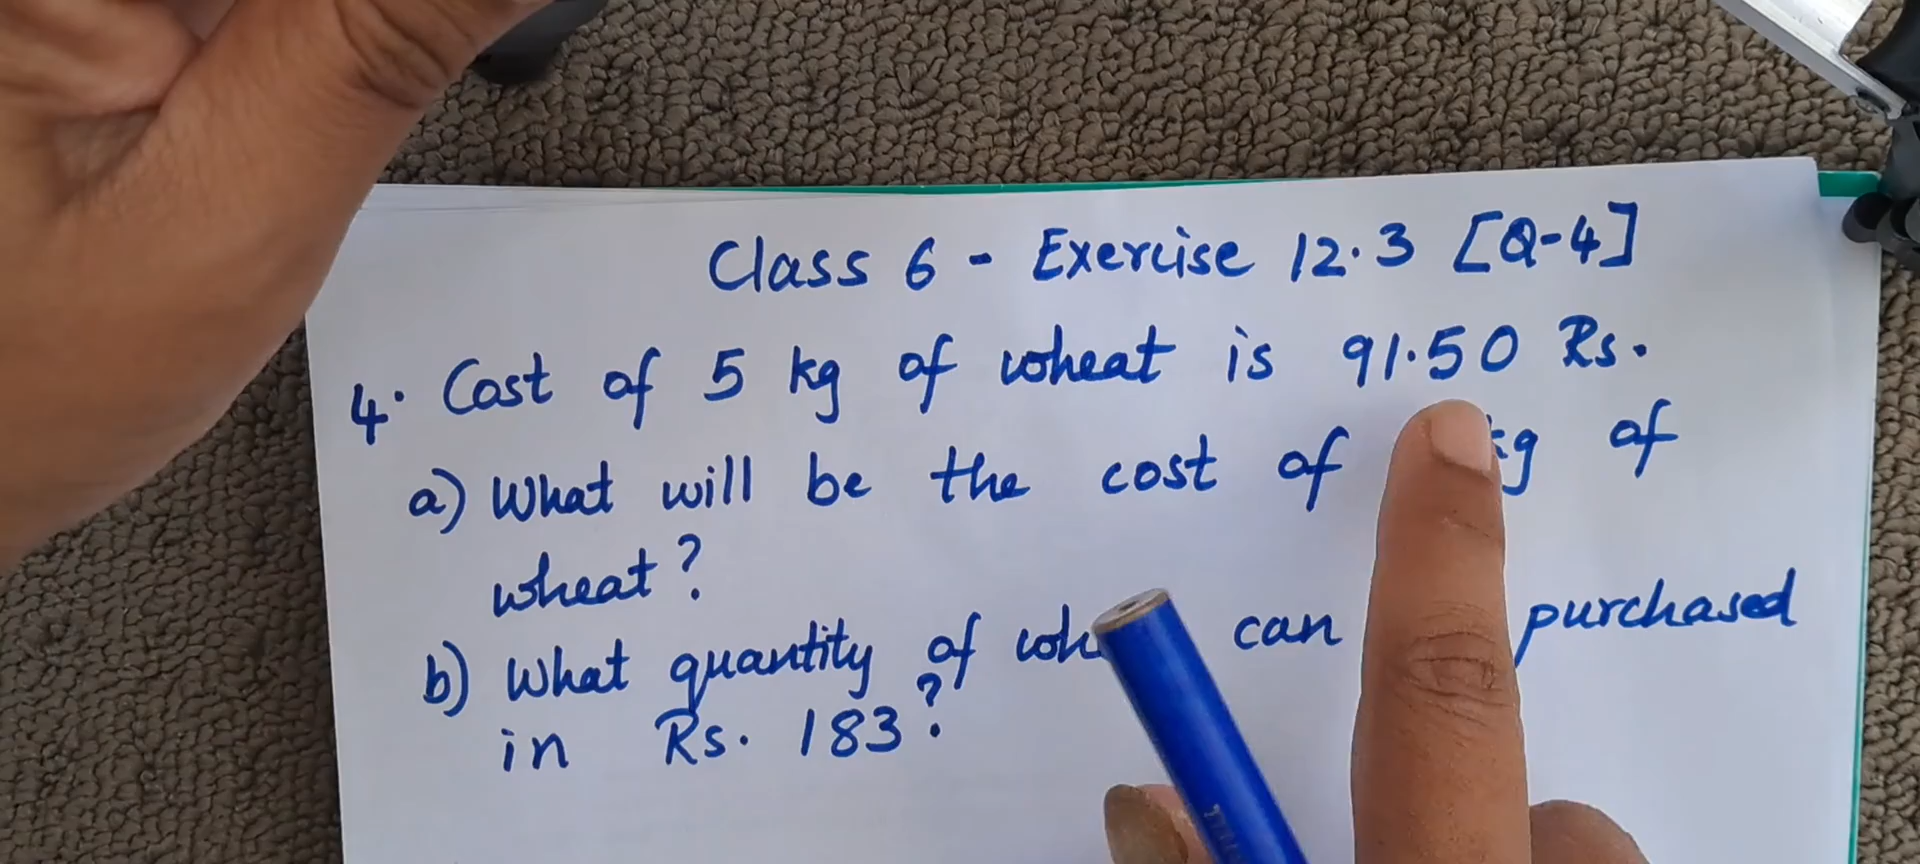 Class 6 - Exercise 12.3 [Q-4]
4. Cost of 5 kg of wheat is 91.50 Rs.
a) What will be the cost of kg of
wheat?
b) What quantity of can purchased
in Rs. 183?